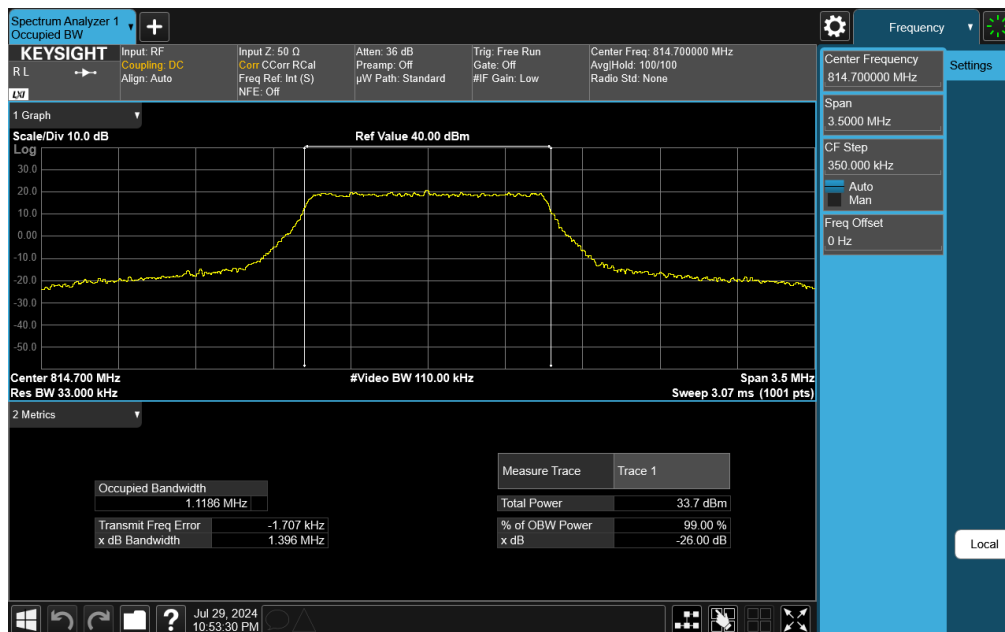 Spectrum Analyzer 1
Occupied BW
KEYSIGHT
R L
LXI
Input: RF
Coupling: DC
Align: Auto
Input Z: 50 Ω
Corr CCorr RCal
Freq Ref: Int (S)
NFE: Off
Atten: 36 dB
Preamp: Off
µW Path: Standard
Trig: Free Run
Gate: Off
#IF Gain: Low
Center Freq: 814.700000 MHz
Avg|Hold: 100/100
Radio Std: None
Frequency
Center Frequency
814.700000 MHz
Settings
Span
3.5000 MHz
CF Step
350.000 kHz
Auto
Man
Freq Offset
0 Hz
1 Graph
Scale/Div 10.0 dB
Ref Value 40.00 dBm
Log
30.0
20.0
10.0
0.00
-10.0
-20.0
-30.0
-40.0
-50.0
Center 814.700 MHz
#Video BW 110.00 kHz
Span 3.5 MHz
Res BW 33.000 kHz
Sweep 3.07 ms (1001 pts)
2 Metrics
Occupied Bandwidth
1.1186 MHz
Transmit Freq Error -1.707 kHz
x dB Bandwidth 1.396 MHz
Measure Trace Trace 1
Total Power 33.7 dBm
% of OBW Power 99.00 %
x dB -26.00 dB
Local
?
Jul 29, 2024
10:53:30 PM